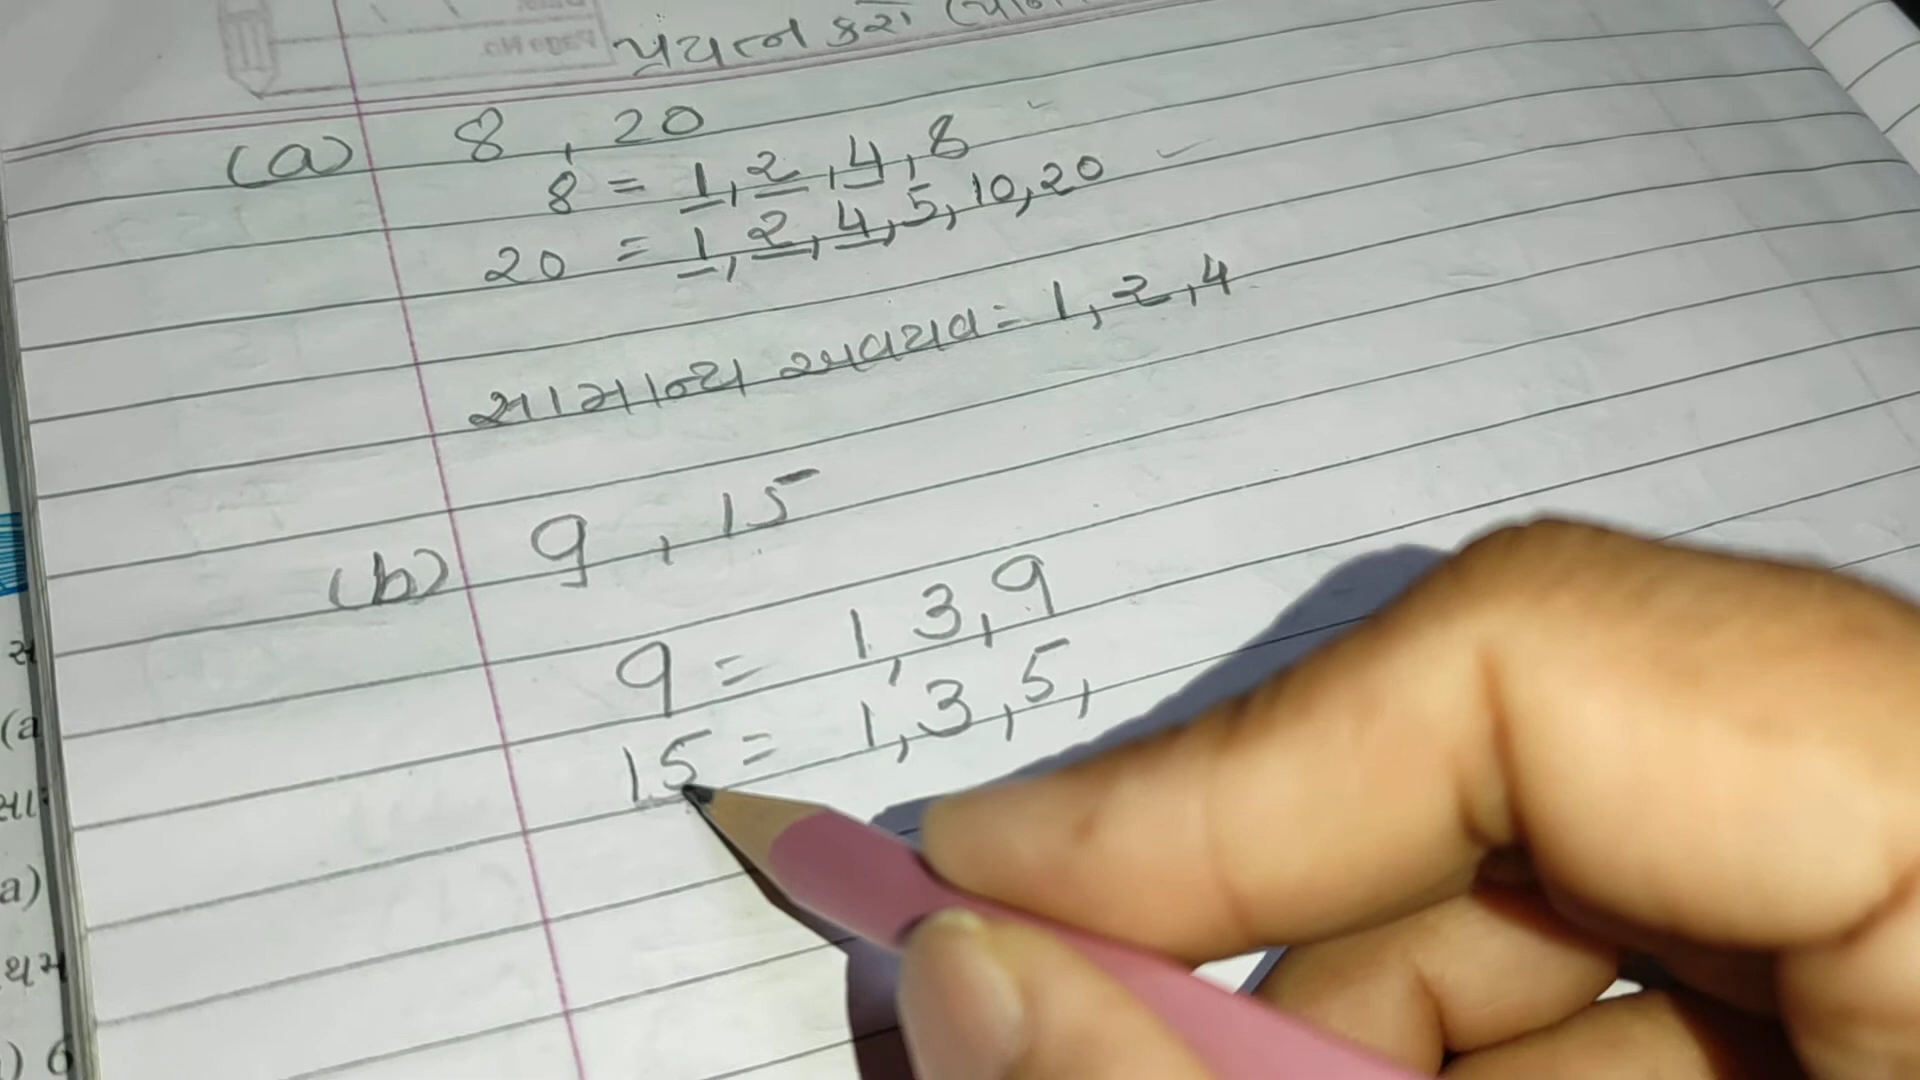 પ્રયત્ન કરો
(a) 8, 20
8 = 1, 2, 4, 8
20 = 1, 2, 4, 5, 10, 20
સામાન્ય અવયવ = 1, 2, 4
(b) 9, 15
9 = 1, 3, 9
15 = 1, 3, 5,
(a
a)
) 6